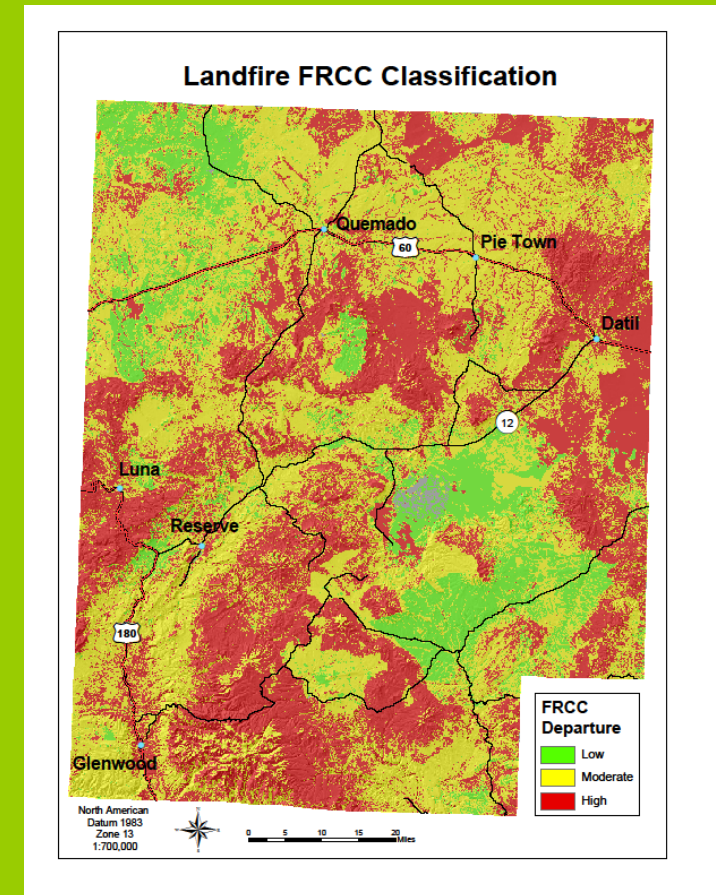 Landfire FRCC Classification
Quemado
60
Pie Town
Datil
12
Luna
Reserve
180
FRCC
Departure
Low
Moderate
High
Glenwood
North American
Datum 1983
Zone 13
1:700,000
0 5 10 15 20
Miles